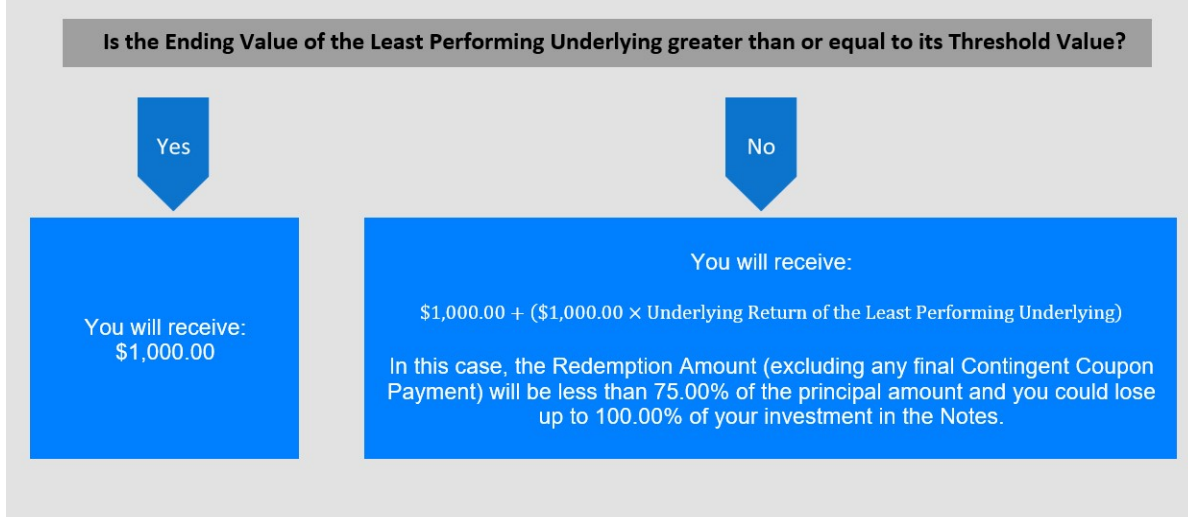 Is the Ending Value of the Least Performing Underlying greater than or equal to its Threshold Value?
Yes
No
You will receive:
$1,000.00
You will receive:
$1,000.00 + ($1,000.00 × Underlying Return of the Least Performing Underlying)
In this case, the Redemption Amount (excluding any final Contingent Coupon
Payment) will be less than 75.00% of the principal amount and you could lose
up to 100.00% of your investment in the Notes.